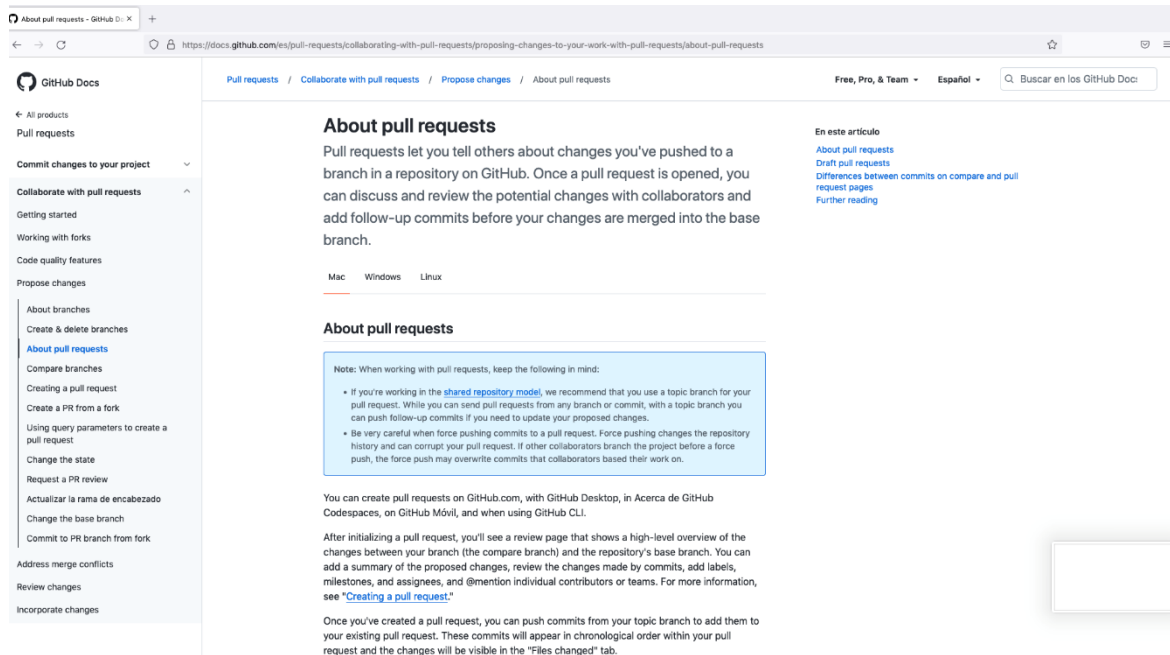 About pull requests - GitHub Do
https://docs.github.com/es/pull-requests/collaborating-with-pull-requests/proposing-changes-to-your-work-with-pull-requests/about-pull-requests
GitHub Docs
Pull requests / Collaborate with pull requests / Propose changes / About pull requests
Free, Pro, & Team
Español
Buscar en los GitHub Docs
← All products
Pull requests
Commit changes to your project
Collaborate with pull requests
Getting started
Working with forks
Code quality features
Propose changes
About branches
Create & delete branches
About pull requests
Compare branches
Creating a pull request
Create a PR from a fork
Using query parameters to create a
pull request
Change the state
Request a PR review
Actualizar la rama de encabezado
Change the base branch
Commit to PR branch from fork
Address merge conflicts
Review changes
Incorporate changes
About pull requests
Pull requests let you tell others about changes you've pushed to a
branch in a repository on GitHub. Once a pull request is opened, you
can discuss and review the potential changes with collaborators and
add follow-up commits before your changes are merged into the base
branch.
Mac Windows Linux
About pull requests
Note: When working with pull requests, keep the following in mind:
• If you're working in the shared repository model, we recommend that you use a topic branch for your
pull request. While you can send pull requests from any branch or commit, with a topic branch you
can push follow-up commits if you need to update your proposed changes.
• Be very careful when force pushing commits to a pull request. Force pushing changes the repository
history and can corrupt your pull request. If other collaborators branch the project before a force
push, the force push may overwrite commits that collaborators based their work on.
You can create pull requests on GitHub.com, with GitHub Desktop, in Acerca de GitHub
Codespaces, on GitHub Móvil, and when using GitHub CLI.
After initializing a pull request, you'll see a review page that shows a high-level overview of the
changes between your branch (the compare branch) and the repository's base branch. You can
add a summary of the proposed changes, review the changes made by commits, add labels,
milestones, and assignees, and @mention individual contributors or teams. For more information,
see "Creating a pull request."
Once you've created a pull request, you can push commits from your topic branch to add them to
your existing pull request. These commits will appear in chronological order within your pull
request and the changes will be visible in the "Files changed" tab.
En este artículo
About pull requests
Draft pull requests
Differences between commits on compare and pull
request pages
Further reading